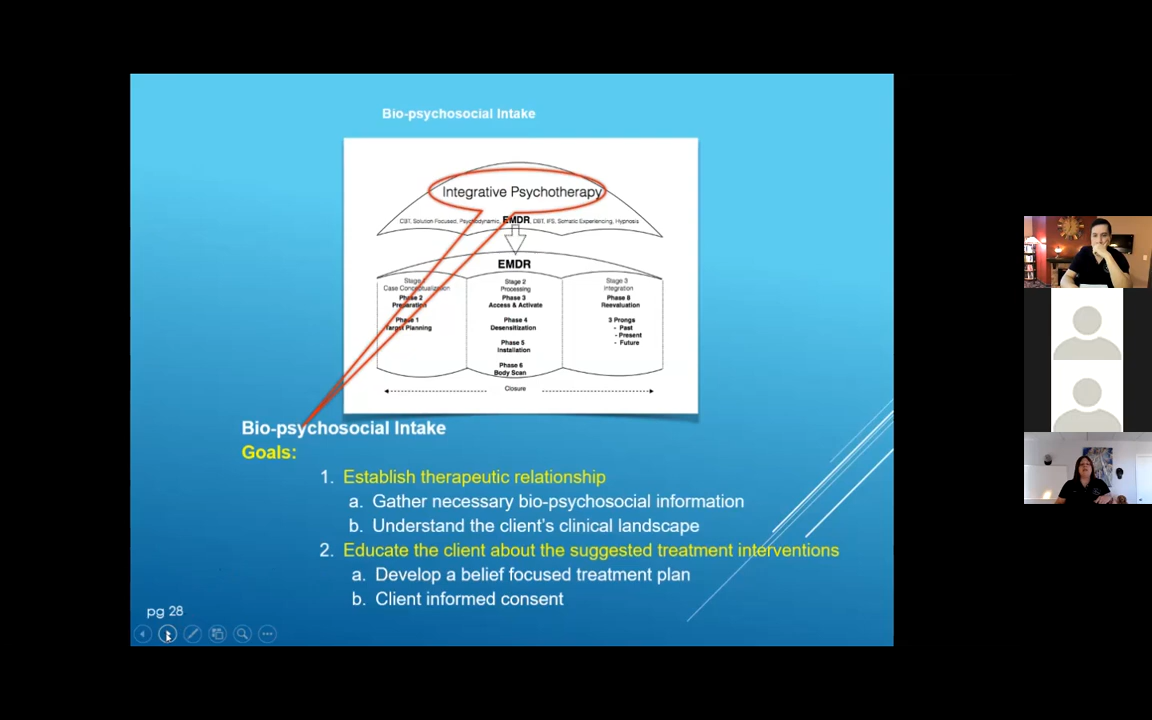 Bio-psychosocial Intake
Integrative Psychotherapy
CBT, Solution Focused, Psychodynamic, EMDR, DBT, IFS, Somatic Experiencing, Hypnosis
EMDR
Stage
Case Conceptualization
Phase 2
Preparation
Phase 1
Target Planning
Stage 2
Processing
Phase 3
Access & Activate
Phase 4
Desensitization
Phase 5
Installation
Phase 6
Body Scan
Stage 3
Integration
Phase 8
Reevaluation
3 Prongs
- Past
- Present
- Future
Closure
Bio-psychosocial Intake
Goals:
1. Establish therapeutic relationship
a. Gather necessary bio-psychosocial information
b. Understand the client's clinical landscape
2. Educate the client about the suggested treatment interventions
a. Develop a belief focused treatment plan
b. Client informed consent
pg 28